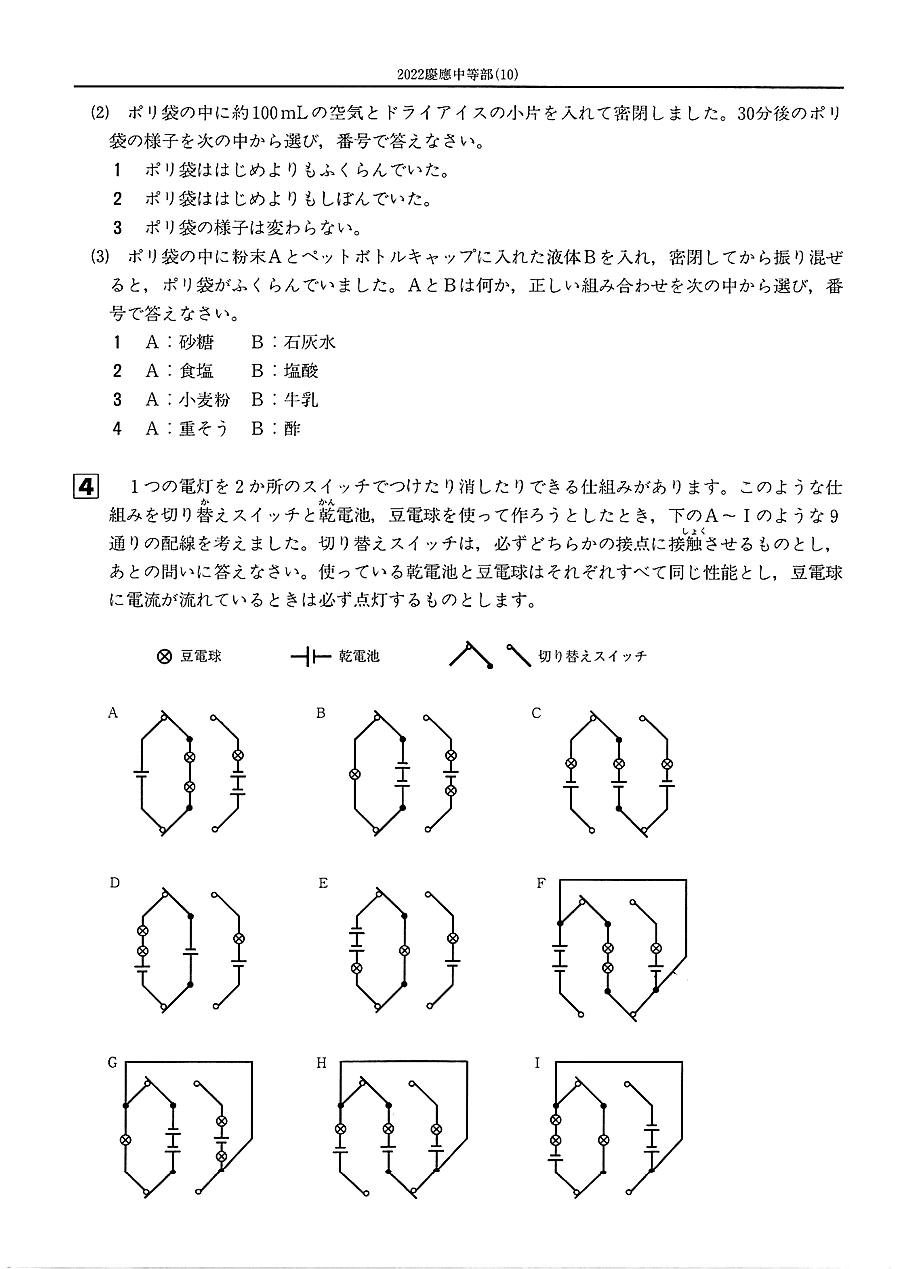 2022慶應中等部(10)
(2) ポリ袋の中に約100mLの空気とドライアイスの小片を入れて密閉しました。30分後のポリ
袋の様子を次の中から選び，番号で答えなさい。
1 ポリ袋ははじめよりもふくらんでいた。
2 ポリ袋ははじめよりもしぼんでいた。
3 ポリ袋の様子は変わらない。
(3) ポリ袋の中に粉末Aとペットボトルキャップに入れた液体Bを入れ，密閉してから振り混ぜ
ると，ポリ袋がふくらんでいました。AとBは何か，正しい組み合わせを次の中から選び，番
号で答えなさい。
1 A：砂糖 B：石灰水
2 A：食塩 B：塩酸
3 A：小麦粉 B：牛乳
4 A：重そう B：酢
4 1つの電灯を2か所のスイッチでつけたり消したりできる仕組みがあります。このような仕
か かん
組みを切り替えスイッチと乾電池，豆電球を使って作ろうとしたとき，下のA～Iのような9
しょく
通りの配線を考えました。切り替えスイッチは，必ずどちらかの接点に接触させるものとし，
あとの問いに答えなさい。使っている乾電池と豆電球はそれぞれすべて同じ性能とし，豆電球
に電流が流れているときは必ず点灯するものとします。
豆電球 乾電池 切り替えスイッチ
A B C
D E F
G H I